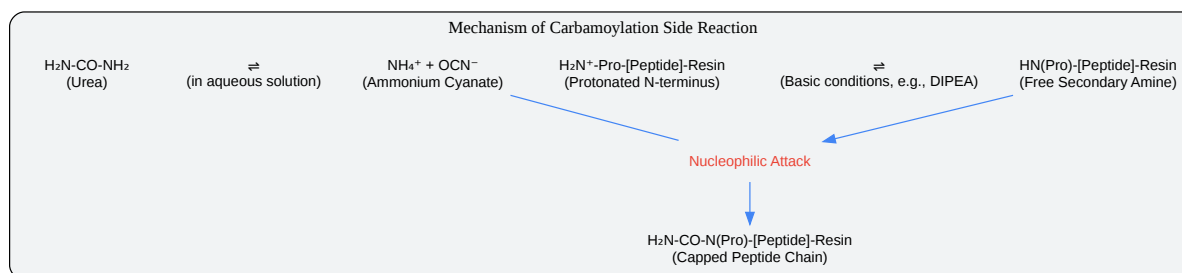 Mechanism of Carbamoylation Side Reaction
H₂N-CO-NH₂
(Urea)
⇌
(in aqueous solution)
NH₄⁺ + OCN⁻
(Ammonium Cyanate)
H₂N⁺-Pro-[Peptide]-Resin
(Protonated N-terminus)
⇌
(Basic conditions, e.g., DIPEA)
HN(Pro)-[Peptide]-Resin
(Free Secondary Amine)
Nucleophilic Attack
H₂N-CO-N(Pro)-[Peptide]-Resin
(Capped Peptide Chain)